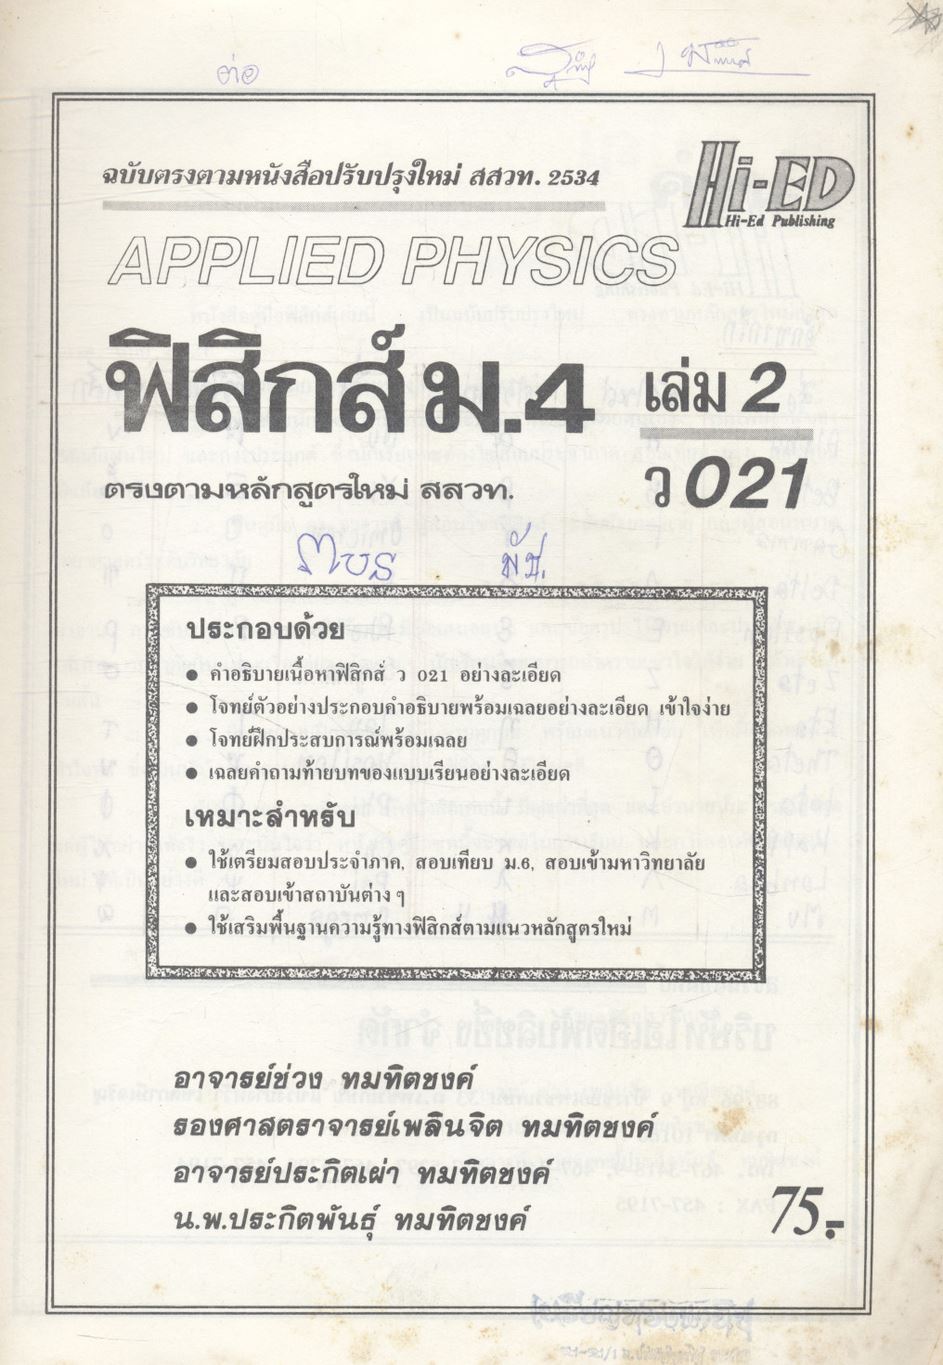 ต่อ
ฉบับตรงตามหนังสือปรับปรุงใหม่ สสวท. 2534
Hi-ED
Hi-Ed Publishing
APPLIED PHYSICS
ฟิสิกส์ ม.4 เล่ม 2
ว 021
ตรงตามหลักสูตรใหม่ สสวท.
ประกอบด้วย
● คำอธิบายเนื้อหาฟิสิกส์ ว 021 อย่างละเอียด
● โจทย์ตัวอย่างประกอบคำอธิบายพร้อมเฉลยอย่างละเอียด เข้าใจง่าย
● โจทย์ฝึกประสบการณ์พร้อมเฉลย
● เฉลยคำถามท้ายบทของแบบเรียนอย่างละเอียด
เหมาะสำหรับ
● ใช้เตรียมสอบประจำภาค, สอบเทียบ ม.6, สอบเข้ามหาวิทยาลัย
และสอบเข้าสถาบันต่าง ๆ
● ใช้เสริมพื้นฐานความรู้ทางฟิสิกส์ตามแนวหลักสูตรใหม่
อาจารย์ช่วง ทมทิตชงค์
รองศาสตราจารย์เพลินจิต ทมทิตชงค์
อาจารย์ประกิตเผ่า ทมทิตชงค์
น.พ.ประกิตพันธุ์ ทมทิตชงค์
75.-